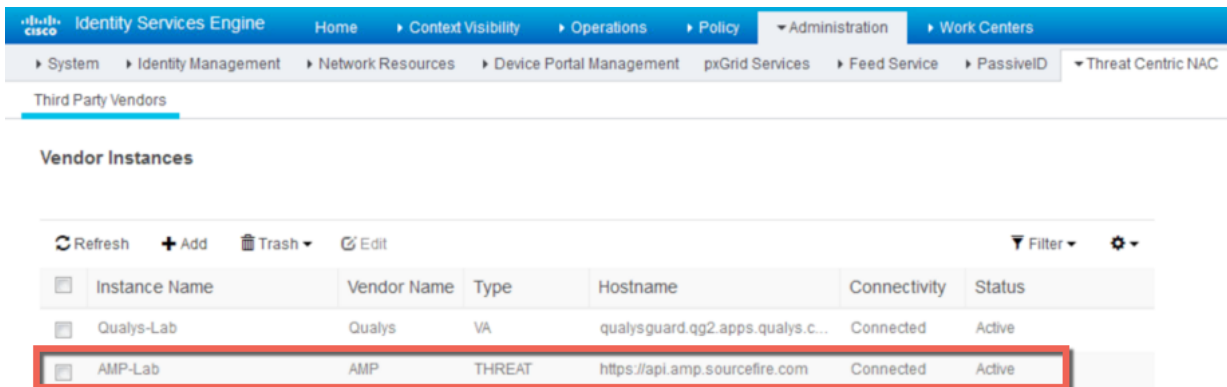 cisco Identity Services Engine Home Context Visibility Operations Policy Administration Work Centers
System Identity Management Network Resources Device Portal Management pxGrid Services Feed Service PassiveID Threat Centric NAC
Third Party Vendors
Vendor Instances
Refresh Add Trash Edit Filter
Instance Name Vendor Name Type Hostname Connectivity Status
Qualys-Lab Qualys VA qualysguard.qg2.apps.qualys.c... Connected Active
AMP-Lab AMP THREAT https://api.amp.sourcefire.com Connected Active